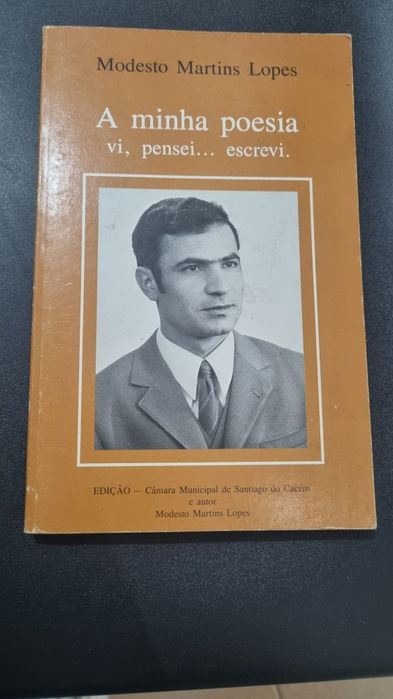 Modesto Martins Lopes
A minha poesia
vi, pensei... escrevi.
EDIÇÃO — Câmara Municipal de Santiago do Cacém
e autor
Modesto Martins Lopes